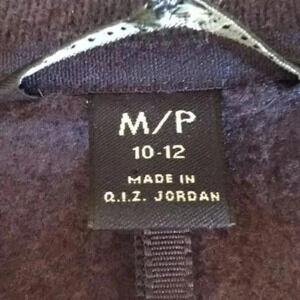 M/P
10-12
MADE IN
Q.I.Z. JORDAN